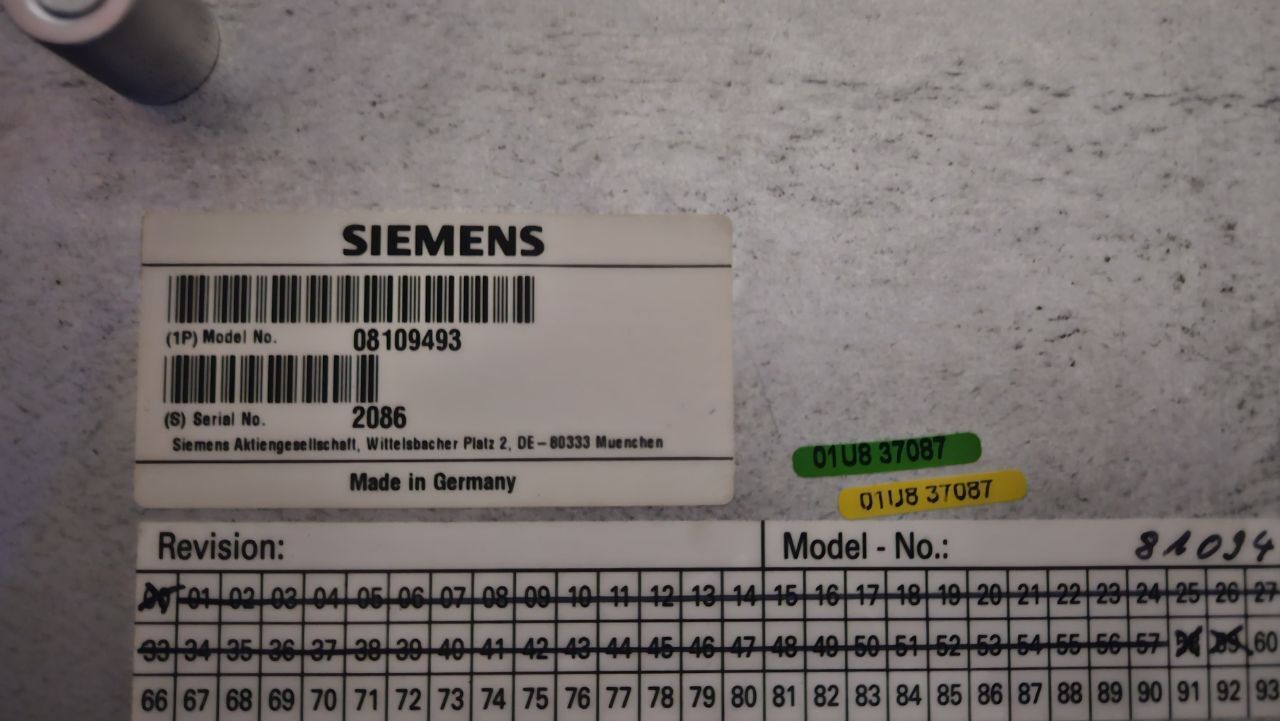 SIEMENS
(1P) Model No. 08109493
(S) Serial No. 2086
Siemens Aktiengesellschaft, Wittelsbacher Platz 2, DE-80333 Muenchen
Made in Germany
01U8 37087
01U8 37087
Revision: Model - No.: 81094
01 02 03 04 05 06 07 08 09 10 11 12 13 14 15 16 17 18 19 20 21 22 23 24 25 26 27
33 34 35 36 37 38 39 40 41 42 43 44 45 46 47 48 49 50 51 52 53 54 55 56 57 60
66 67 68 69 70 71 72 73 74 75 76 77 78 79 80 81 82 83 84 85 86 87 88 89 90 91 92 93